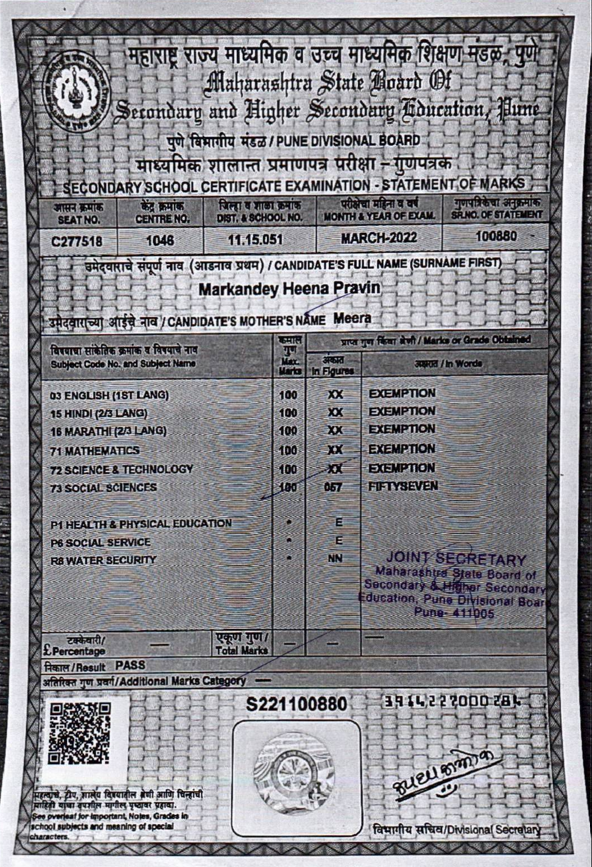 महाराष्ट्र राज्य माध्यमिक व उच्च माध्यमिक शिक्षण मंडळ, पुणे
Maharashtra State Board Of
Secondary and Higher Secondary Education, Pune
पुणे विभागीय मंडळ / PUNE DIVISIONAL BOARD
माध्यमिक शालान्त प्रमाणपत्र परीक्षा – गुणपत्रक
SECONDARY SCHOOL CERTIFICATE EXAMINATION - STATEMENT OF MARKS
आसन क्रमांक केंद्र क्रमांक जिल्हा व शाळा क्रमांक परीक्षेचा महिना व वर्ष गुणपत्रिकेचा अनुक्रमांक
SEAT NO. CENTRE NO. DIST. & SCHOOL NO. MONTH & YEAR OF EXAM. SR.NO. OF STATEMENT
C277518 1046 11.15.051 MARCH-2022 100880
उमेदवाराचे संपूर्ण नाव (आडनाव प्रथम) / CANDIDATE'S FULL NAME (SURNAME FIRST)
Markandey Heena Pravin
उमेदवाराच्या आईचे नाव / CANDIDATE'S MOTHER'S NAME Meera
विषयाचा सांकेतिक क्रमांक व विषयाचे नाव
Subject Code No. and Subject Name
कमाल
गुण
Max.
Marks
प्राप्त गुण किंवा श्रेणी / Marks or Grade Obtained
अंकात
In Figures
अक्षरात / In Words
03 ENGLISH (1ST LANG) 100 XX EXEMPTION
15 HINDI (2/3 LANG) 100 XX EXEMPTION
16 MARATHI (2/3 LANG) 100 XX EXEMPTION
71 MATHEMATICS 100 XX EXEMPTION
72 SCIENCE & TECHNOLOGY 100 XX EXEMPTION
73 SOCIAL SCIENCES 100 057 FIFTYSEVEN
P1 HEALTH & PHYSICAL EDUCATION * E
P6 SOCIAL SERVICE * E
R8 WATER SECURITY * NN
JOINT SECRETARY
Maharashtra State Board of
Secondary & Higher Secondary
Education, Pune Divisional Boar
Pune- 411005
टक्केवारी/
£Percentage —
एकूण गुण /
Total Marks — — —
निकाल / Result PASS
अतिरिक्त गुण प्रवर्ग / Additional Marks Category —
S221100880
महत्वाचे, टीप, शालेय विषयातील श्रेणी आणि चिन्हांची
माहिती यांचा तपशील मागील पृष्ठावर पहावा.
See overleaf for Important, Notes, Grades in
school subjects and meaning of special
characters.
विभागीय सचिव/Divisional Secretary